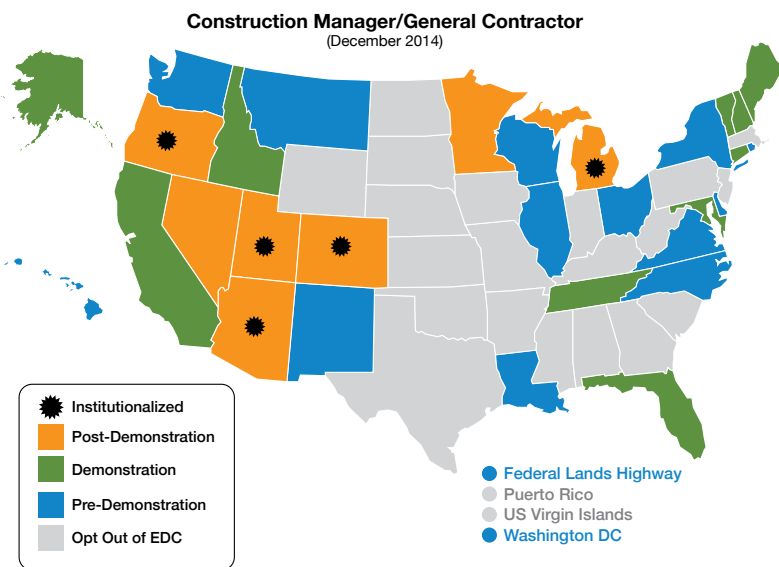 Construction Manager/General Contractor
(December 2014)
Institutionalized
Post-Demonstration
Demonstration
Pre-Demonstration
Opt Out of EDC
Federal Lands Highway
Puerto Rico
US Virgin Islands
Washington DC